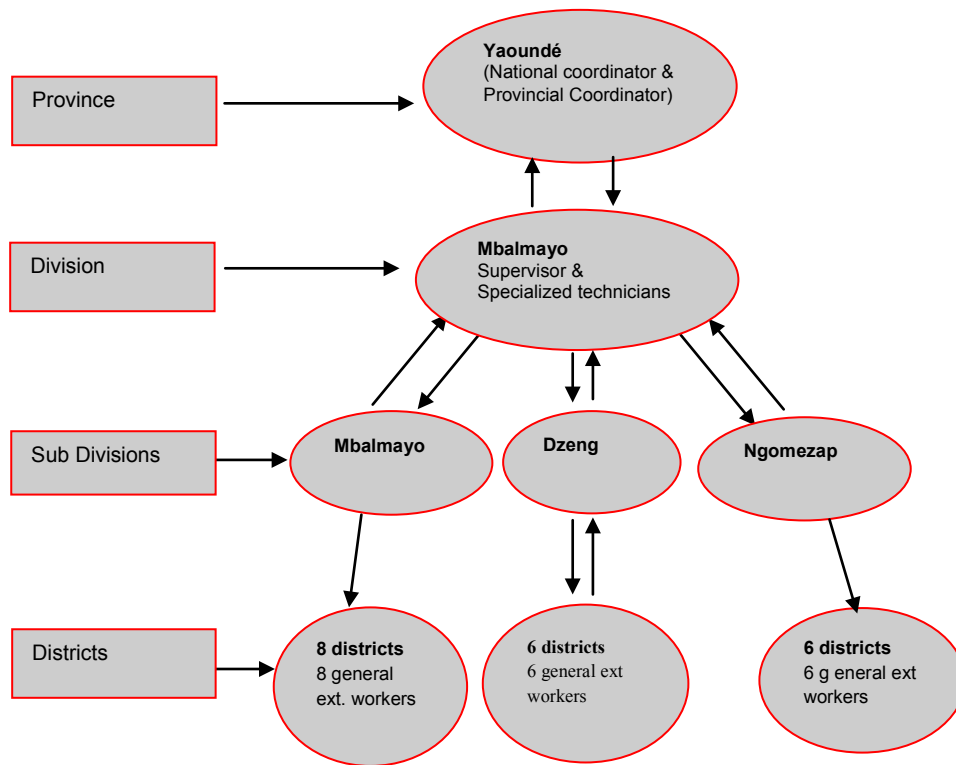 Yaoundé
(National coordinator &
Provincial Coordinator)
Province
Mbalmayo
Supervisor &
Specialized technicians
Division
Sub Divisions
Mbalmayo
Dzeng
Ngomezap
Districts
8 districts
8 general
ext. workers
6 districts
6 general ext
workers
6 districts
6 g eneral ext
workers